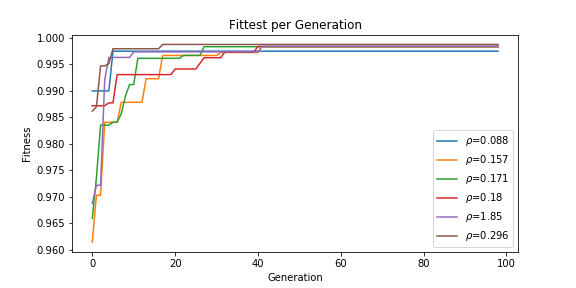 Fittest per Generation
1.000
0.995
0.990
0.985
0.980
0.975
0.970
0.965
0.960
Fitness
ρ=0.088
ρ=0.157
ρ=0.171
ρ=0.18
ρ=1.85
ρ=0.296
0 20 40 60 80 100
Generation